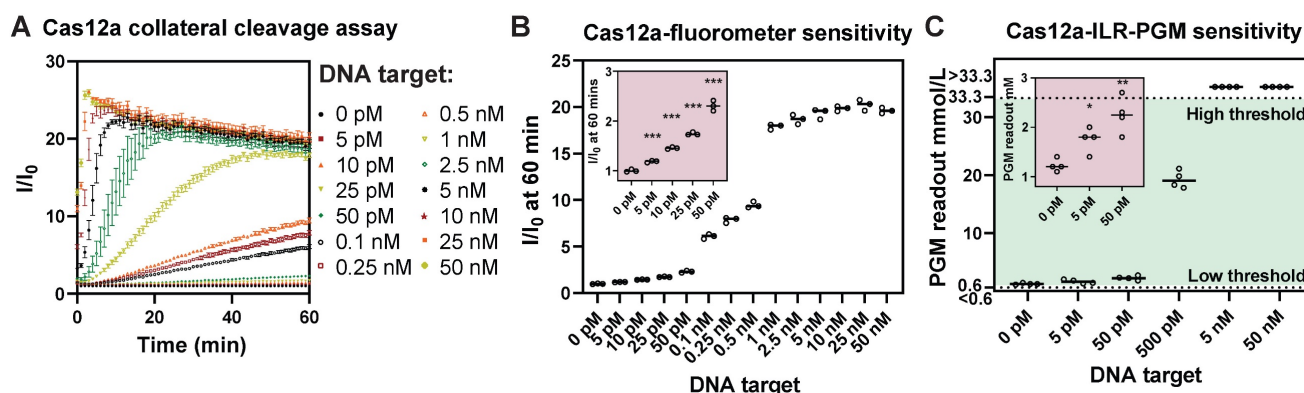 A Cas12a collateral cleavage assay
I/I0
30
20
10
0
0 20 40 60
Time (min)
DNA target:
0 pM
5 pM
10 pM
25 pM
50 pM
0.1 nM
0.25 nM
0.5 nM
1 nM
2.5 nM
5 nM
10 nM
25 nM
50 nM
B Cas12a-fluorometer sensitivity
I/I0 at 60 min
25
20
15
10
5
0
I/I0 at 60 mins
3
2
1
***
***
***
***
0 pM 5 pM 10 pM 25 pM 50 pM
0 pM 5 pM 10 pM 25 pM 50 pM 0.1 nM 0.25 nM 0.5 nM 1 nM 2.5 nM 5 nM 10 nM 25 nM 50 nM
DNA target
C Cas12a-ILR-PGM sensitivity
PGM readout mmol/L
>33.3
33.3
30
20
10
0.6
<0.6
High threshold
Low threshold
PGM readout mM
3
2
1
*
**
0 pM 5 pM 50 pM
0 pM 5 pM 50 pM 500 pM 5 nM 50 nM
DNA target